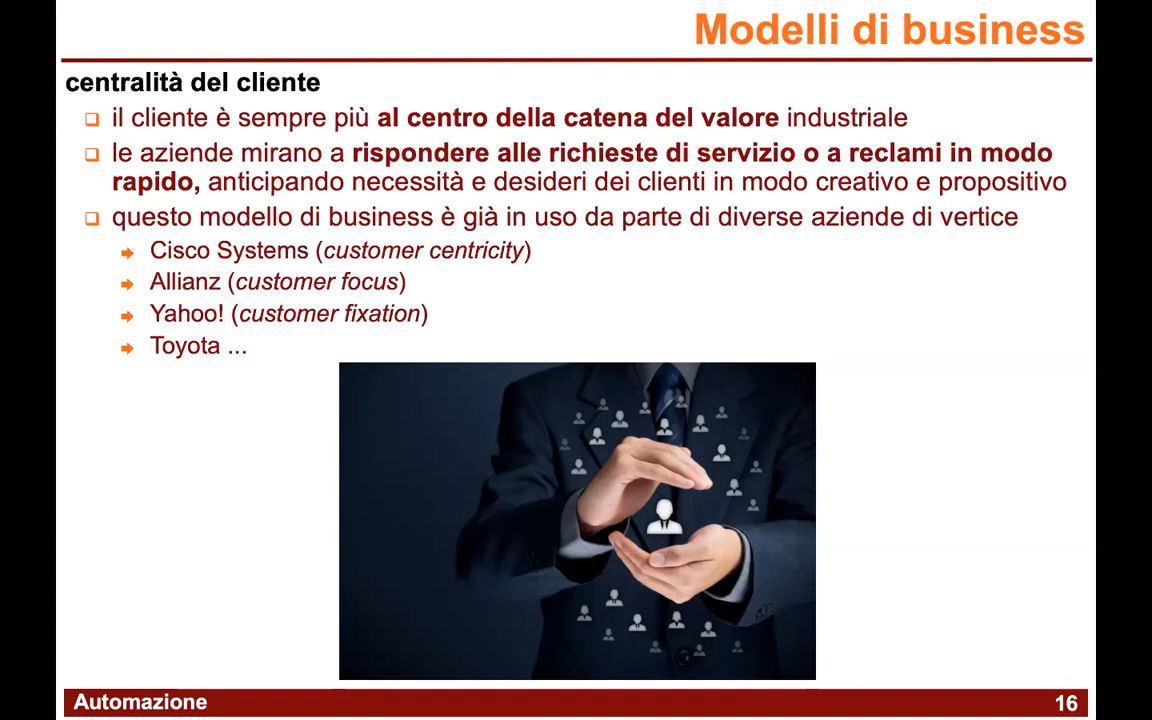 Modelli di business
centralità del cliente
il cliente è sempre più al centro della catena del valore industriale
le aziende mirano a rispondere alle richieste di servizio o a reclami in modo
rapido, anticipando necessità e desideri dei clienti in modo creativo e propositivo
questo modello di business è già in uso da parte di diverse aziende di vertice
Cisco Systems (customer centricity)
Allianz (customer focus)
Yahoo! (customer fixation)
Toyota ...
Automazione
16